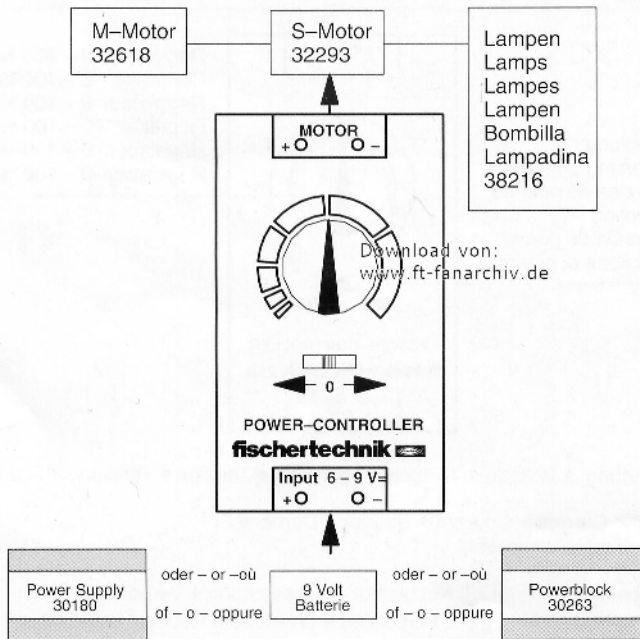 M–Motor
32618
S–Motor
32293
Lampen
Lamps
Lampes
Lampen
Bombilla
Lampadina
38216
MOTOR
+ –
Download von:
www.ft-fanarchiv.de
0
POWER–CONTROLLER
fischertechnik
Input 6 – 9 V=
+ –
Power Supply
30180
oder – or –où
of – o – oppure
9 Volt
Batterie
oder – or –où
of – o – oppure
Powerblock
30263